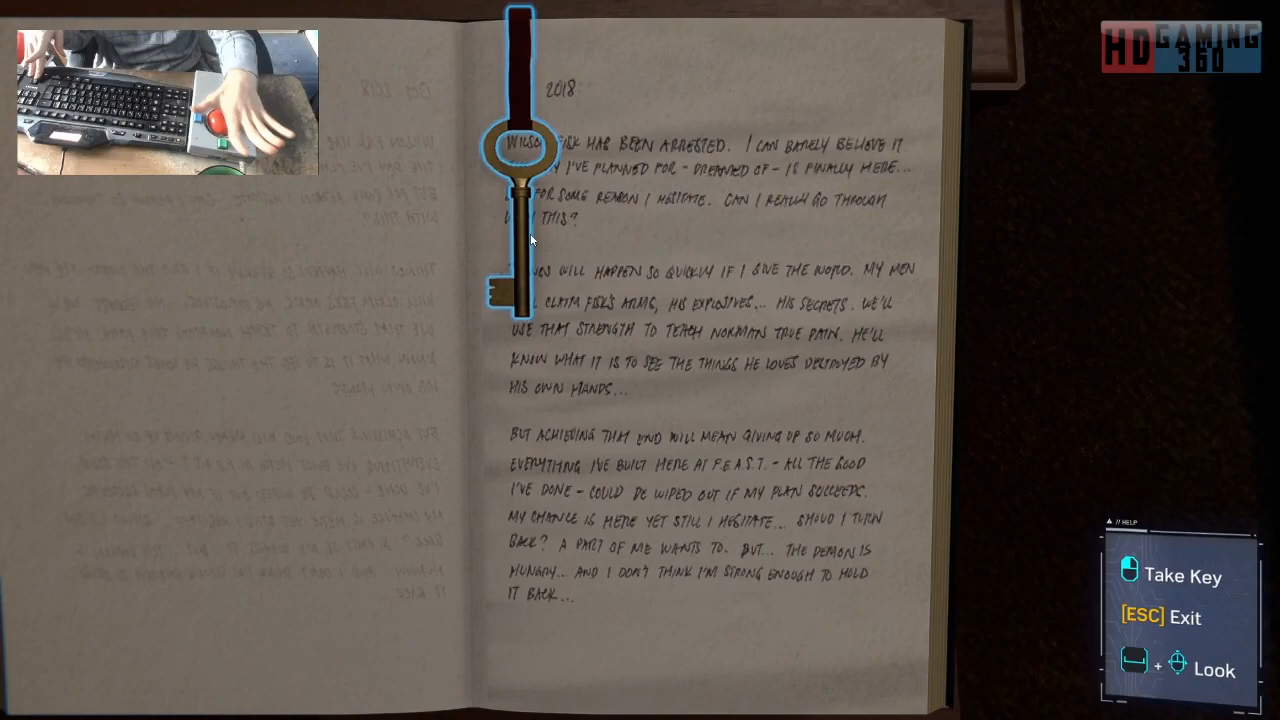 HD GAMING 360
2018
WILSO FISK HAS BEEN ARRESTED. I CAN BARELY BELIEVE IT
I'VE PLANNED FOR - DREAMED OF - IS FINALLY HERE...
FOR SOME REASON I HESITATE. CAN I REALLY GO THROUGH
THIS?
WILL HAPPEN SO QUICKLY IF I GIVE THE WORD. MY MEN
CLAIM FISK'S ARMS, HIS EXPLOSIVES... HIS SECRETS. WE'LL
USE THAT STRENGTH TO TEACH NORMAN TRUE PAIN. HE'LL
KNOW WHAT IT IS TO SEE THE THINGS HE LOVES DESTROYED BY
HIS OWN HANDS...
BUT ACHIEVING THAT END WILL MEAN GIVING UP SO MUCH.
EVERYTHING I'VE BUILT HERE AT F.E.A.S.T. - ALL THE GOOD
I'VE DONE - COULD BE WIPED OUT IF MY PLAN SUCCEEDS.
MY CHANCE IS HERE YET STILL I HESITATE... SHOULD I TURN
BACK? A PART OF ME WANTS TO. BUT... THE DEMON IS
HUNGRY... AND I DON'T THINK I'M STRONG ENOUGH TO HOLD
IT BACK...
// HELP
Take Key
[ESC] Exit
+ Look